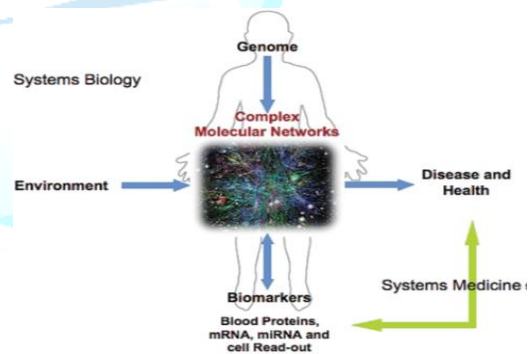 Genome
Systems Biology
Complex
Molecular Networks
Environment
Disease and
Health
Systems Medicine
Biomarkers
Blood Proteins,
mRNA, miRNA and
cell Read-out